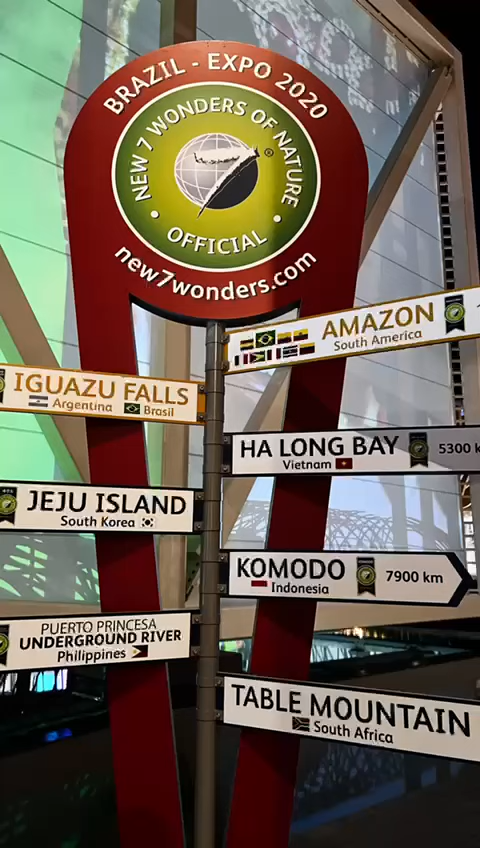 BRAZIL - EXPO 2020
NEW 7 WONDERS OF NATURE
®
OFFICIAL
new7wonders.com
AMAZON
South America
IGUAZU FALLS
Argentina Brasil
HA LONG BAY 5300 k
Vietnam
JEJU ISLAND
South Korea
KOMODO 7900 km
Indonesia
PUERTO PRINCESA
UNDERGROUND RIVER
Philippines
TABLE MOUNTAIN
South Africa